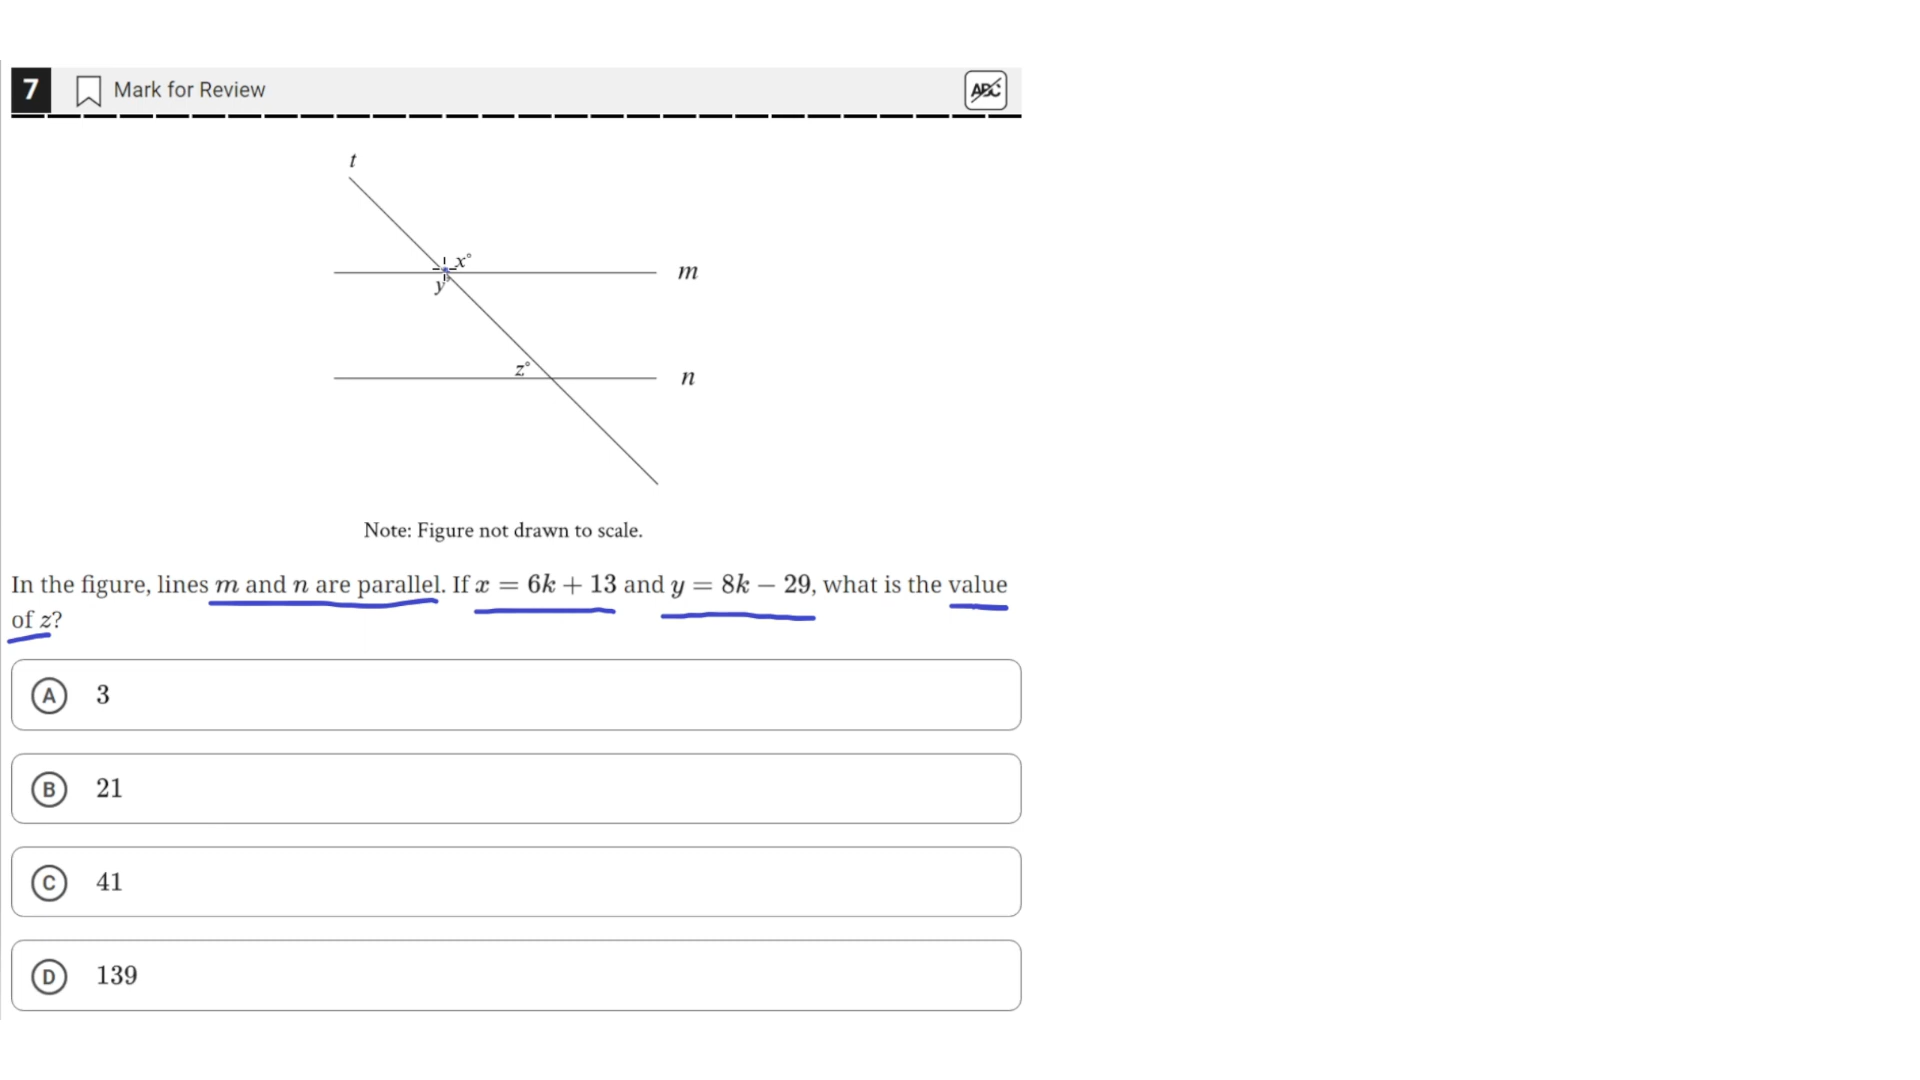 7 Mark for Review ABC
t
x°
m
y°
z°
n
Note: Figure not drawn to scale.
In the figure, lines m and n are parallel. If x = 6k + 13 and y = 8k − 29, what is the value
of z?
A 3
B 21
C 41
D 139